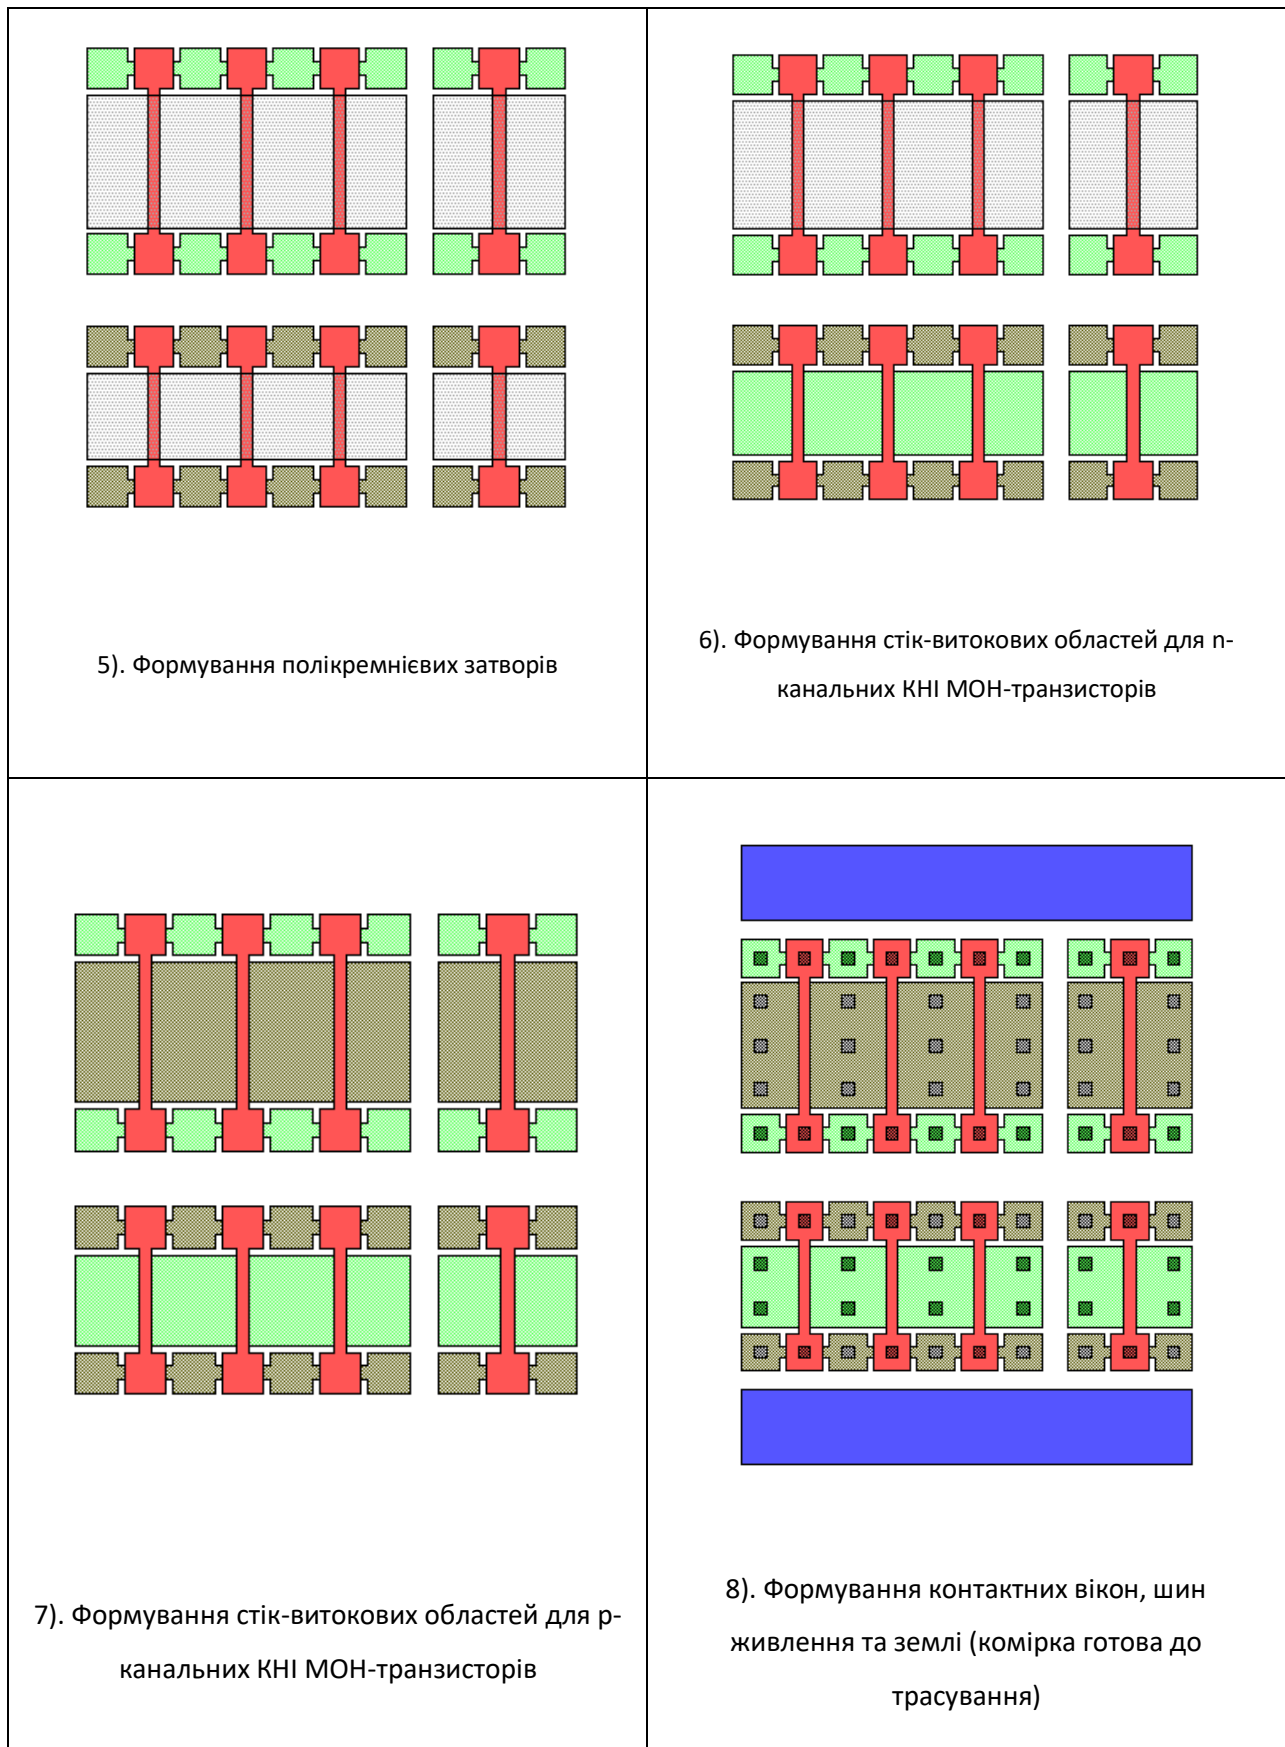 5). Формування полікремнієвих затворів
6). Формування стік-витокових областей для n-
канальних КНІ МОН-транзисторів
7). Формування стік-витокових областей для р-
канальних КНІ МОН-транзисторів
8). Формування контактних вікон, шин
живлення та землі (комірка готова до
трасування)